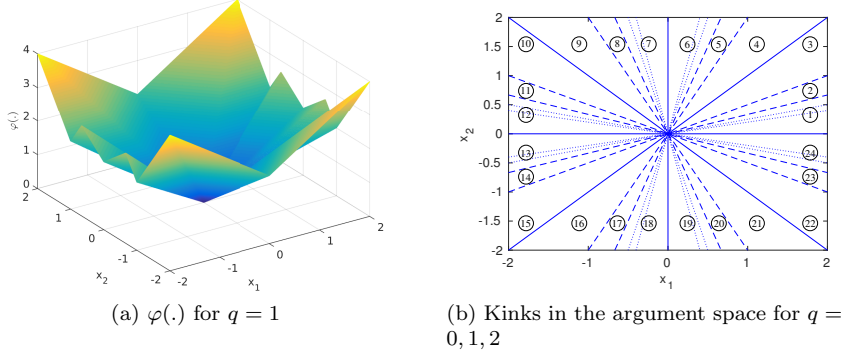 4
3
2
1
0
φ(.)
2
1
0
-1
-2
x2
-2
-1
0
1
2
x1
(a) φ(.) for q = 1
2
1.5
1
0.5
0
-0.5
-1
-1.5
-2
x2
10 9 8 7 6 5 4 3
11 2
12 1
13 24
14 23
15 16 17 18 19 20 21 22
-2 -1 0 1 2
x1
(b) Kinks in the argument space for q =
0, 1, 2